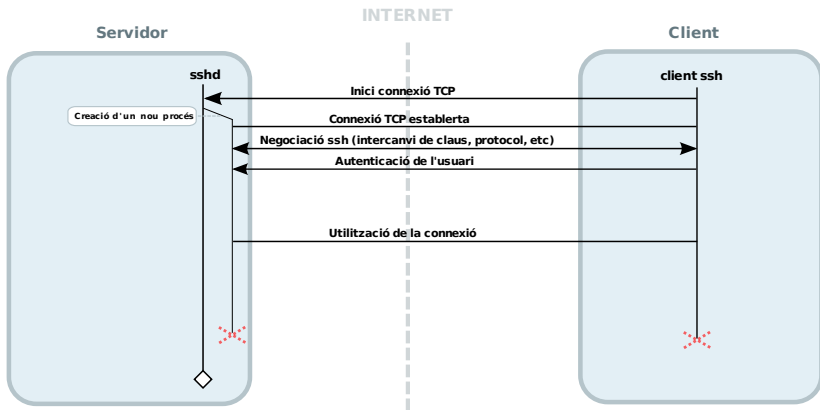 INTERNET
Servidor
Client
sshd
client ssh
Inici connexió TCP
Creació d'un nou procés
Connexió TCP establerta
Negociació ssh (intercanvi de claus, protocol, etc)
Autenticació de l'usuari
Utilització de la connexió